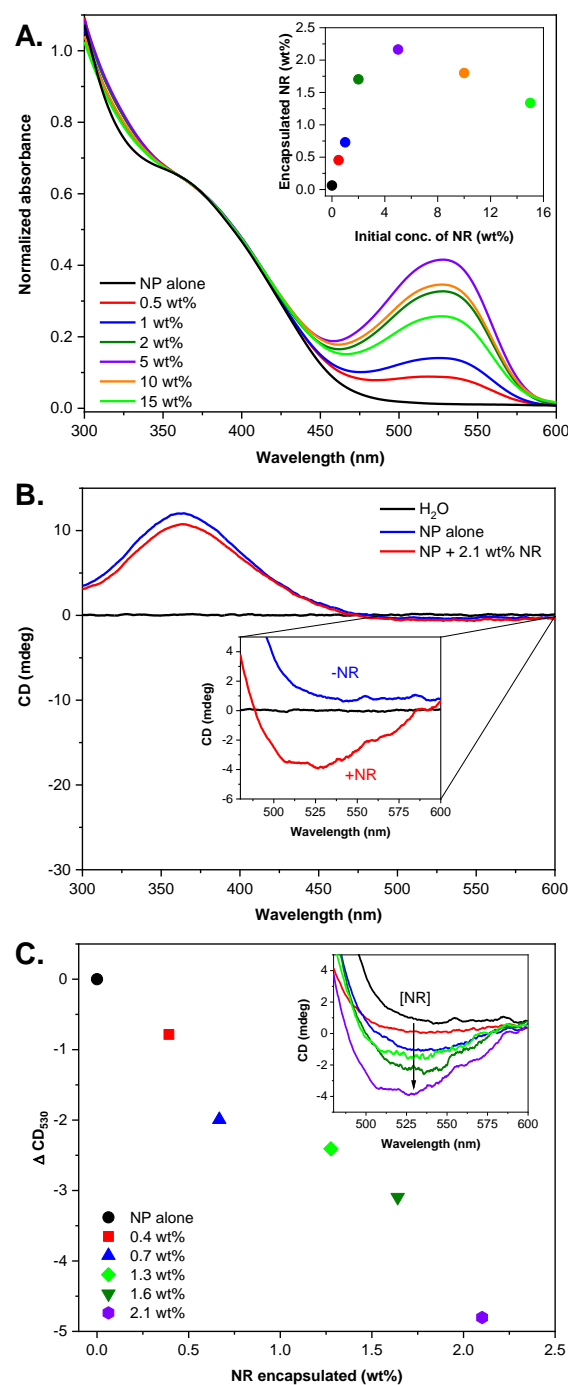 A.
Normalized absorbance
1.0
0.8
0.6
0.4
0.2
0.0
NP alone
0.5 wt%
1 wt%
2 wt%
5 wt%
10 wt%
15 wt%
Encapsulated NR (wt%)
2.5
2.0
1.5
1.0
0.5
0.0
0 4 8 12 16
Initial conc. of NR (wt%)
300 350 400 450 500 550 600
Wavelength (nm)
B.
CD (mdeg)
10
0
-10
-20
-30
H₂O
NP alone
NP + 2.1 wt% NR
CD (mdeg)
4
2
0
-2
-4
-6
-NR
+NR
500 525 550 575 600
Wavelength (nm)
300 350 400 450 500 550 600
Wavelength (nm)
C.
Δ CD₅₃₀
0
-1
-2
-3
-4
-5
NP alone
0.4 wt%
0.7 wt%
1.3 wt%
1.6 wt%
2.1 wt%
CD (mdeg)
4
2
0
-2
-4
[NR]
500 525 550 575 600
Wavelength (nm)
0.0 0.5 1.0 1.5 2.0 2.5
NR encapsulated (wt%)